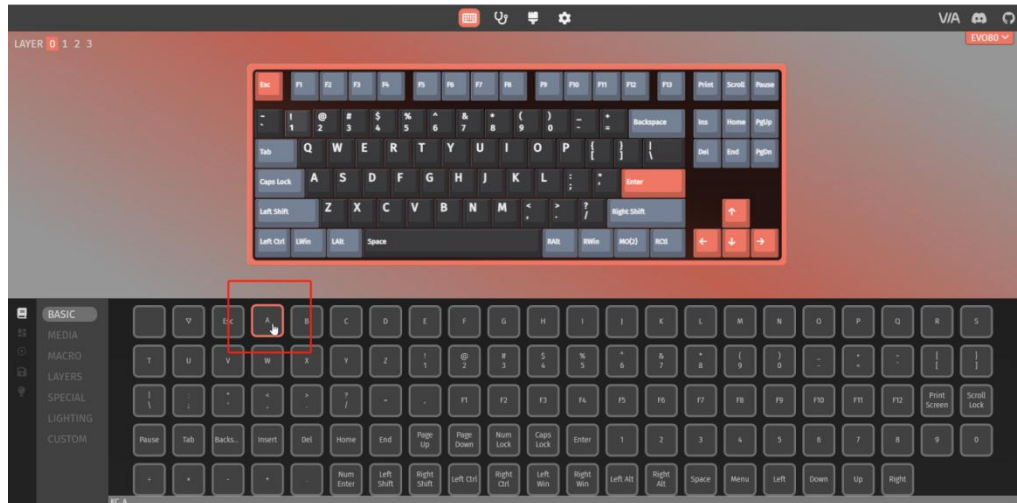 VIA
LAYER 0 1 2 3
EVO80
Esc F1 F2 F3 F4 F5 F6 F7 F8 F9 F10 F11 F12 F13 Print Scroll Pause
~ ! @ # $ % ^ & * ( ) _ +
` 1 2 3 4 5 6 7 8 9 0 - = Backspace Ins Home PgUp
Tab Q W E R T Y U I O P { } | Del End PgDn
[ ] \
Caps Lock A S D F G H J K L : " Enter
; '
Left Shift Z X C V B N M < > ? Right Shift ↑
, . /
Left Ctrl LWin LAlt Space RAlt RWin MO(2) RCtl ← ↓ →
BASIC
MEDIA
MACRO
LAYERS
SPECIAL
LIGHTING
CUSTOM
▽ Esc A B C D E F G H I J K L M N O P Q R S
T U V W X Y Z ! @ # $ % ^ & * ( ) _ + ~ { }
1 2 3 4 5 6 7 8 9 0 - = ` [ ]
| : " < > ? = , F1 F2 F3 F4 F5 F6 F7 F8 F9 F10 F11 F12 Print Scroll
\ ; ' , . / Screen Lock
Pause Tab Backs... Insert Del Home End Page Page Num Caps Enter 1 2 3 4 5 6 7 8 9 0
Up Down Lock Lock
÷ × - + . Num Left Right Left Ctrl Right Left Right Left Alt Right Space Menu Left Down Up Right
Enter Shift Shift Ctrl Win Win Alt
KC_A